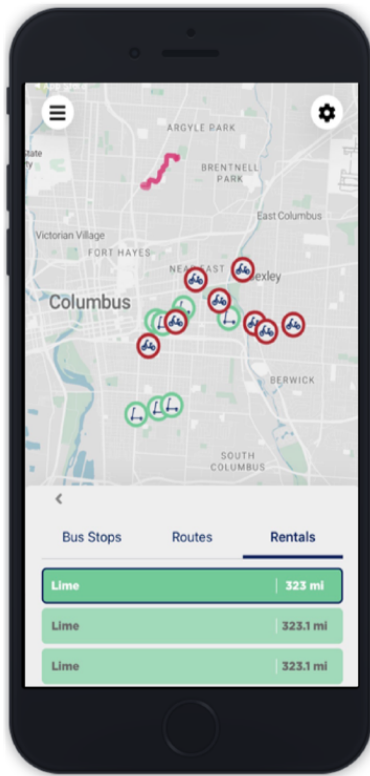 ARGYLE PARK
State
BRENTNELL
PARK
East Columbus
Victorian Village
FORT HAYES
NEAR EAST
Bexley
Columbus
BERWICK
SOUTH
COLUMBUS
Bus Stops Routes Rentals
Lime 323 mi
Lime 323.1 mi
Lime 323.1 mi